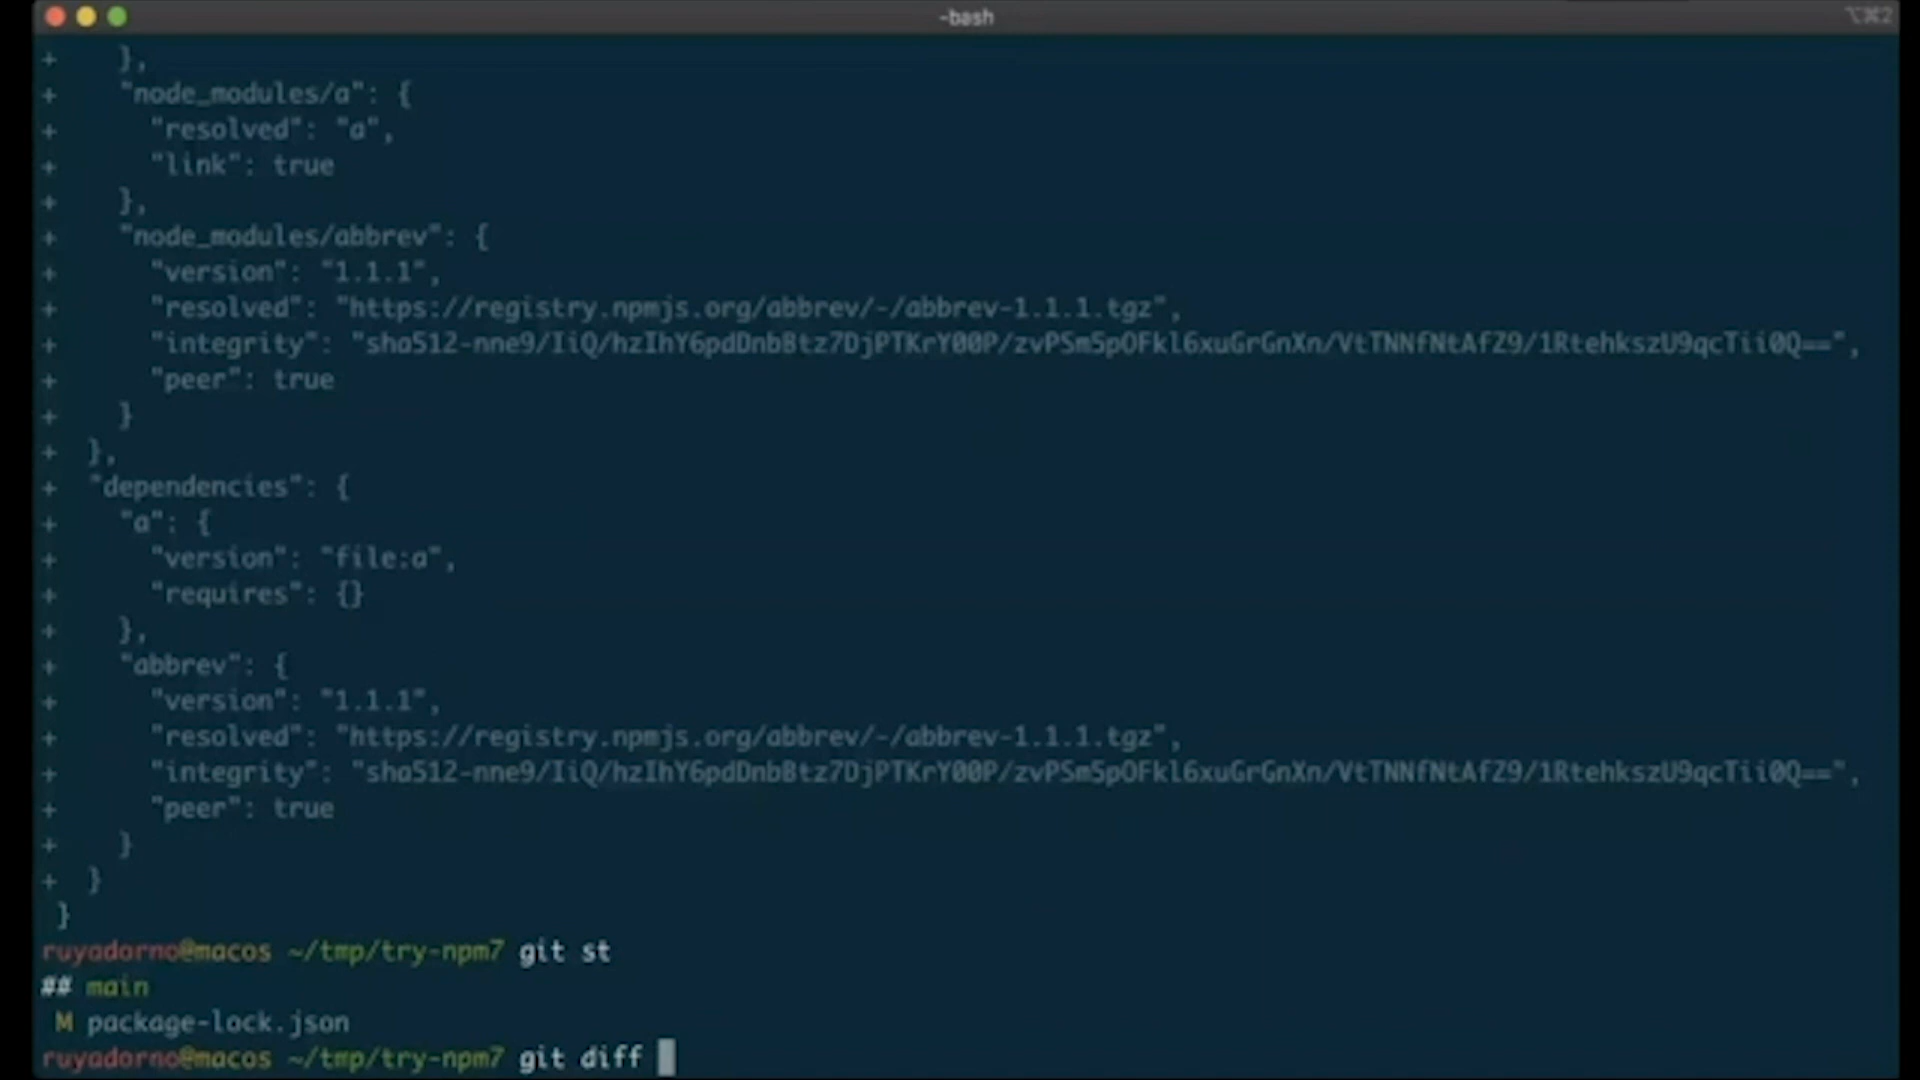 -bash
⌥⌘2
+    },
+    "node_modules/a": {
+      "resolved": "a",
+      "link": true
+    },
+    "node_modules/abbrev": {
+      "version": "1.1.1",
+      "resolved": "https://registry.npmjs.org/abbrev/-/abbrev-1.1.1.tgz",
+      "integrity": "sha512-nne9/IiQ/hzIhY6pdDnbBtz7DjPTKrY00P/zvPSm5pOFkl6xuGrGnXn/VtTNNfNtAfZ9/1RtehkszU9qcTii0Q==",
+      "peer": true
+    }
+  },
+  "dependencies": {
+    "a": {
+      "version": "file:a",
+      "requires": {}
+    },
+    "abbrev": {
+      "version": "1.1.1",
+      "resolved": "https://registry.npmjs.org/abbrev/-/abbrev-1.1.1.tgz",
+      "integrity": "sha512-nne9/IiQ/hzIhY6pdDnbBtz7DjPTKrY00P/zvPSm5pOFkl6xuGrGnXn/VtTNNfNtAfZ9/1RtehkszU9qcTii0Q==",
+      "peer": true
+    }
+  }
 }
ruyadorno@macos ~/tmp/try-npm7 git st
## main
 M package-lock.json
ruyadorno@macos ~/tmp/try-npm7 git diff